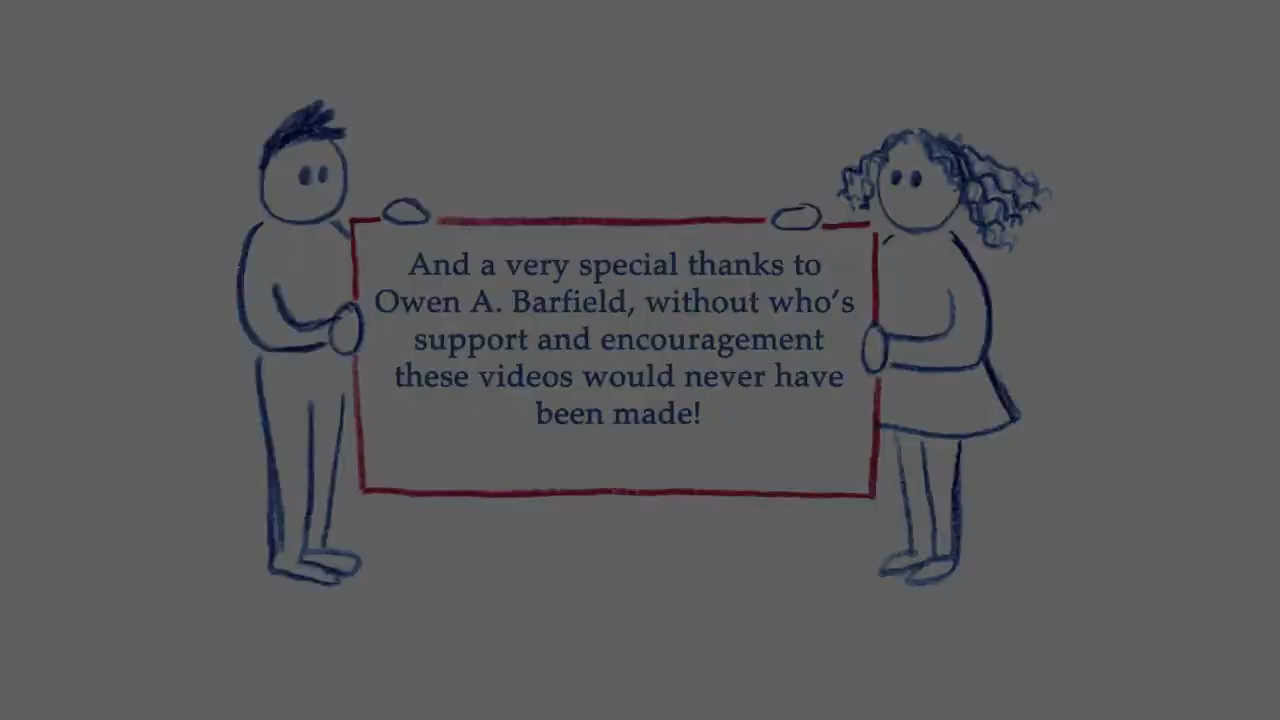 And a very special thanks to
Owen A. Barfield, without who's
support and encouragement
these videos would never have
been made!